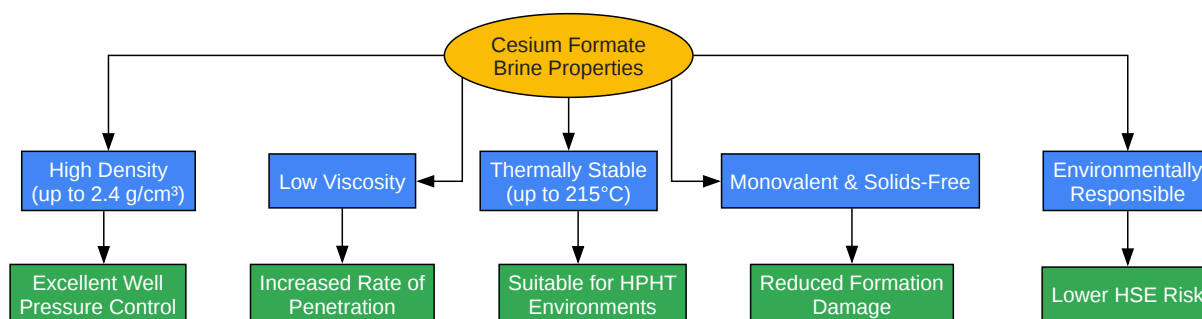 Cesium Formate
Brine Properties
High Density
(up to 2.4 g/cm³)
Low Viscosity
Thermally Stable
(up to 215°C)
Monovalent & Solids-Free
Environmentally
Responsible
Excellent Well
Pressure Control
Increased Rate of
Penetration
Suitable for HPHT
Environments
Reduced Formation
Damage
Lower HSE Risk